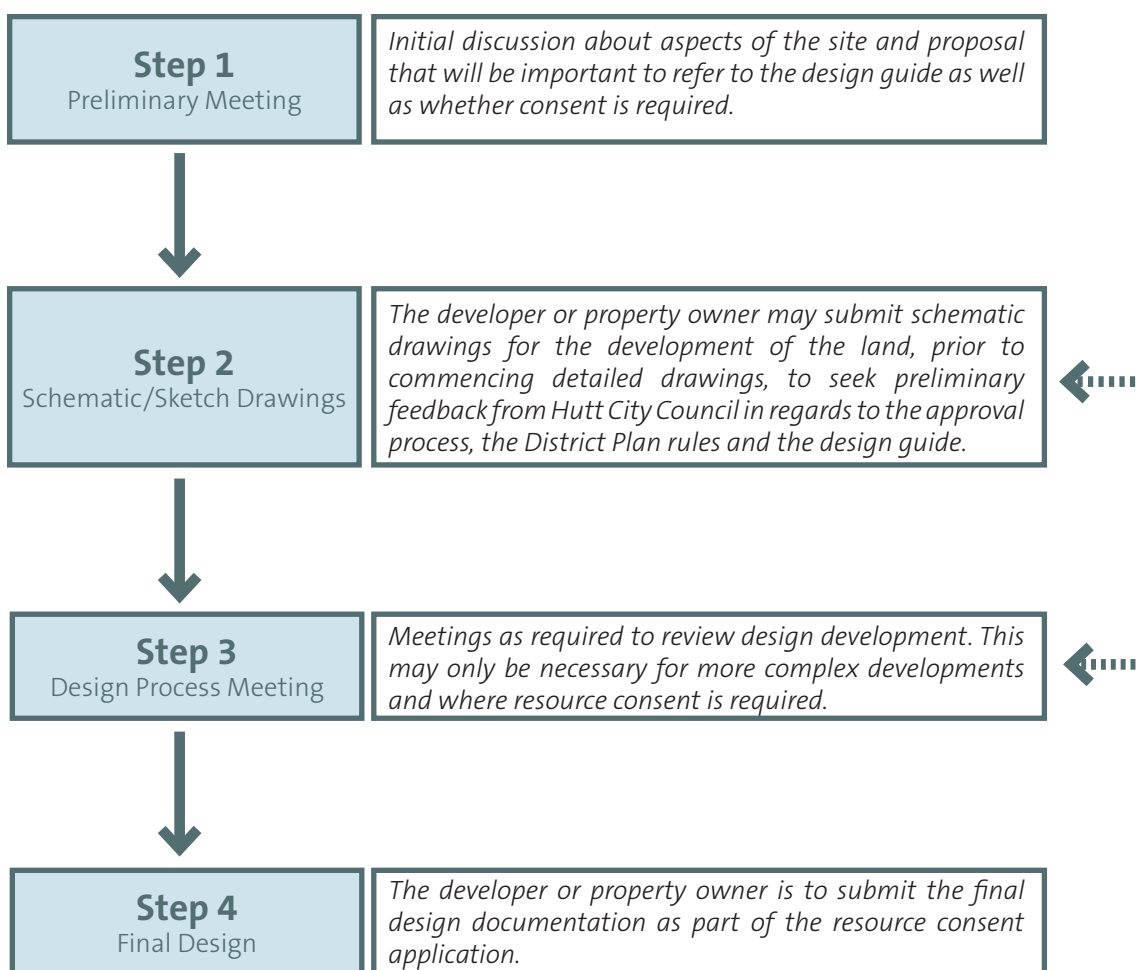 Step 1
Preliminary Meeting
Initial discussion about aspects of the site and proposal
that will be important to refer to the design guide as well
as whether consent is required.
Step 2
Schematic/Sketch Drawings
The developer or property owner may submit schematic
drawings for the development of the land, prior to
commencing detailed drawings, to seek preliminary
feedback from Hutt City Council in regards to the approval
process, the District Plan rules and the design guide.
Step 3
Design Process Meeting
Meetings as required to review design development. This
may only be necessary for more complex developments
and where resource consent is required.
Step 4
Final Design
The developer or property owner is to submit the final
design documentation as part of the resource consent
application.